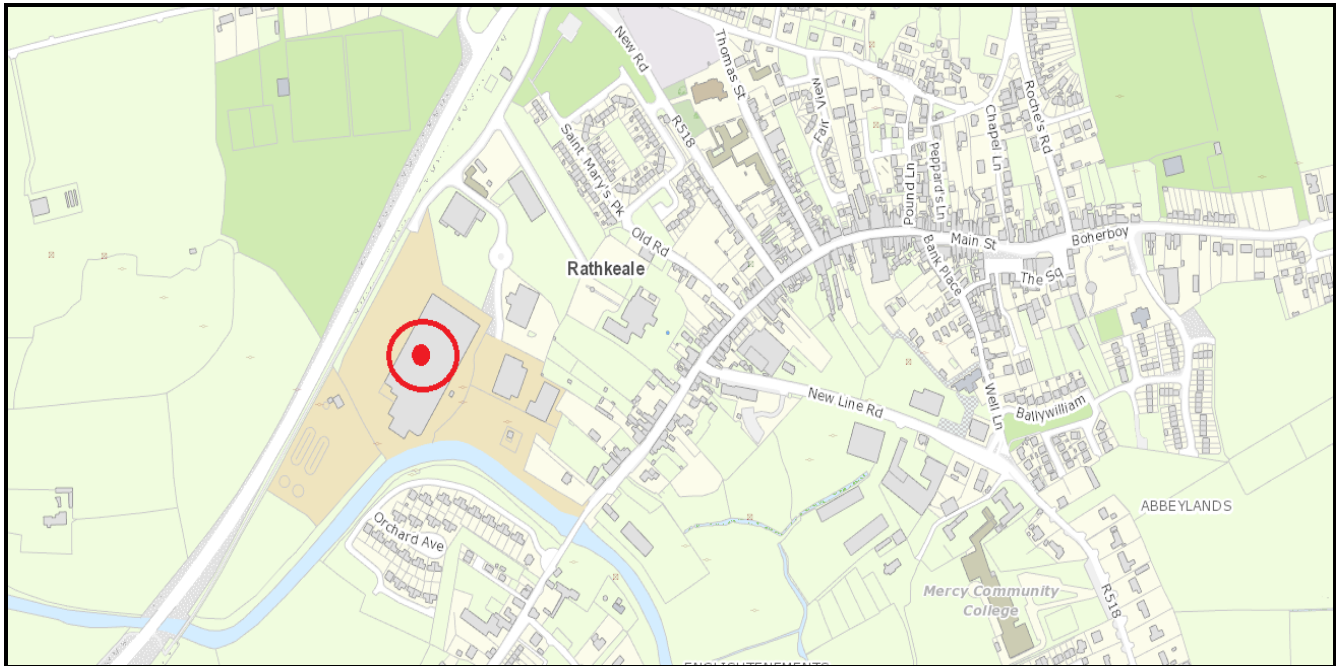 New Rd
Thomas St
R518
Fair View
Saint Mary's Pk
Old Rd
Rathkeale
Pound Ln
Peppard's Ln
Chapel Ln
Roche's Rd
Main St
Boherboy
Bank Place
The Sq
New Line Rd
Well Ln
Ballywilliam
ABBEYLANDS
Orchard Ave
Mercy Community
College
R518
ENGLISHTENEMENTS